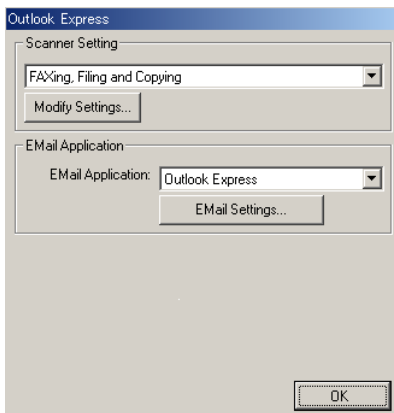 Outlook Express
Scanner Setting
FAXing, Filing and Copying
Modify Settings...
EMail Application
EMail Application: Outlook Express
EMail Settings...
OK